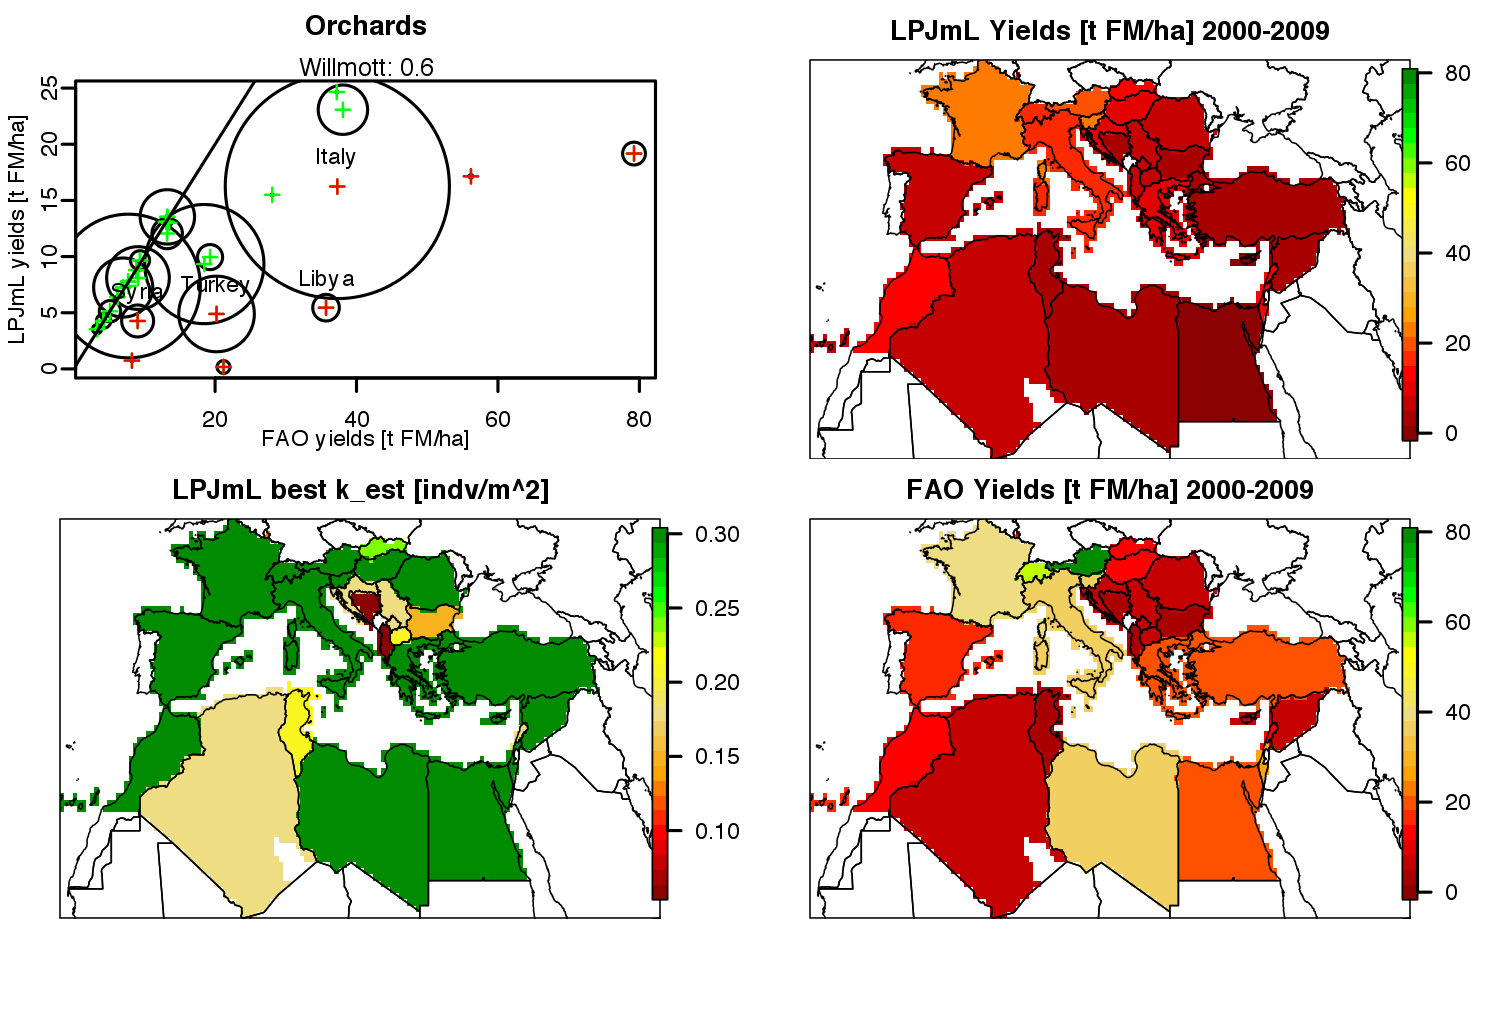 Orchards
Willmott: 0.6
LPJmL yields [t FM/ha]
25
20
15
10
5
0
Italy
Libya
Turkey
Syria
20 40 60 80
FAO yields [t FM/ha]
LPJmL Yields [t FM/ha] 2000-2009
80
60
40
20
0
LPJmL best k_est [indv/m^2]
0.30
0.25
0.20
0.15
0.10
FAO Yields [t FM/ha] 2000-2009
80
60
40
20
0